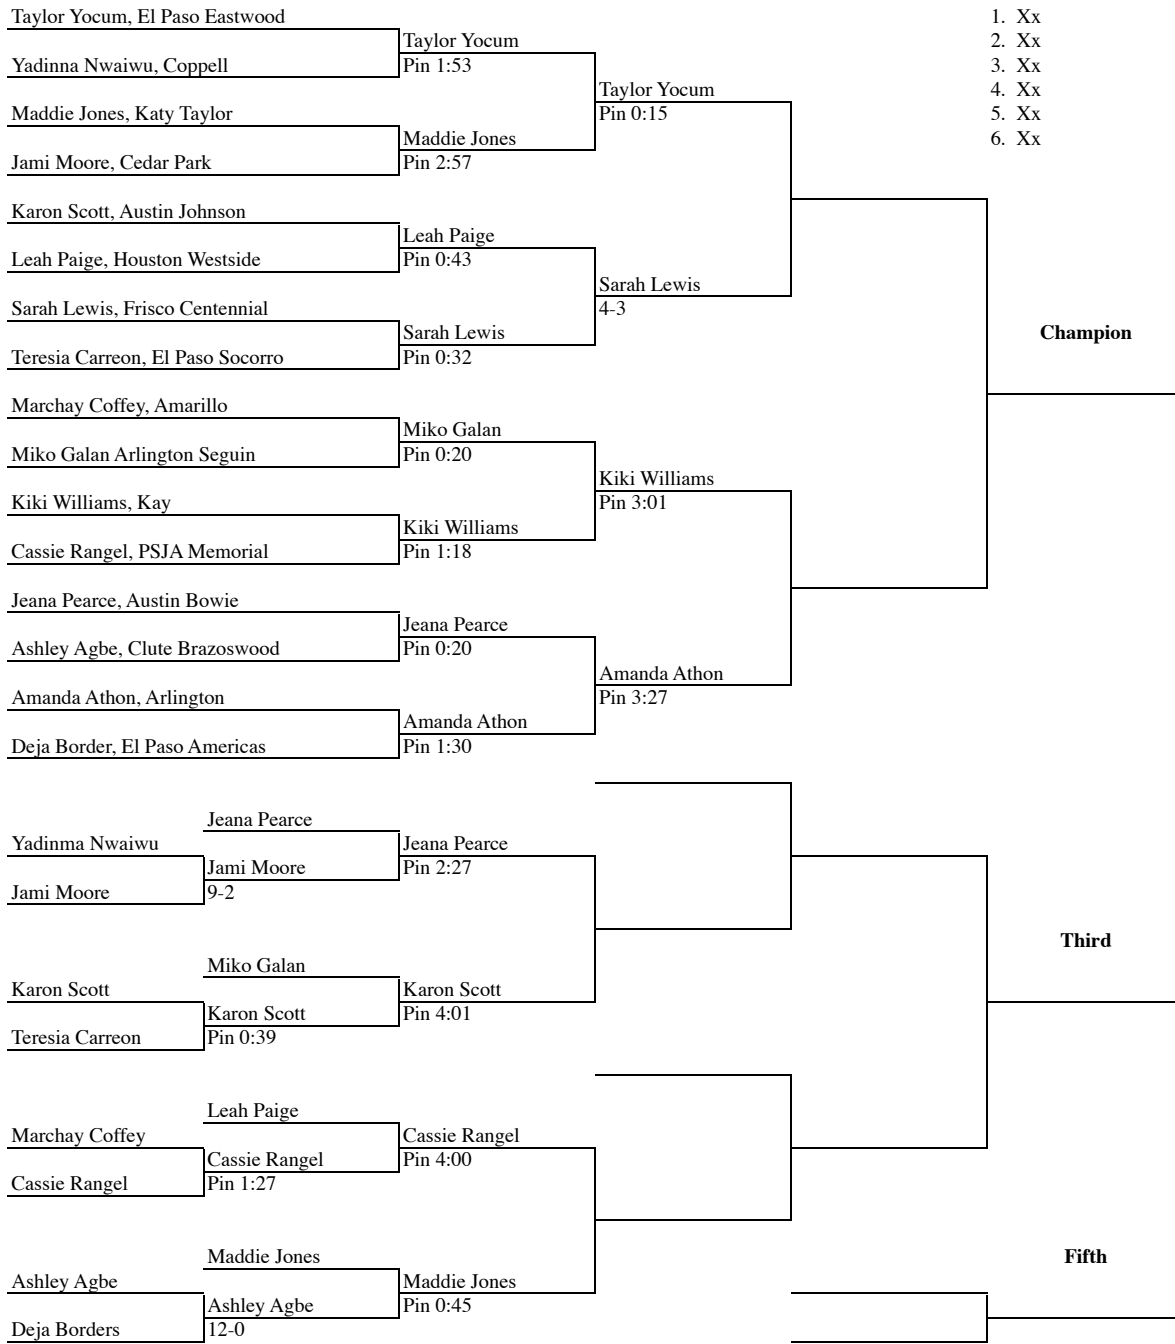 Taylor Yocum, El Paso Eastwood
1. Xx
Taylor Yocum
2. Xx
Yadinna Nwaiwu, Coppell
Pin 1:53
3. Xx
Taylor Yocum
4. Xx
Maddie Jones, Katy Taylor
Pin 0:15
5. Xx
Maddie Jones
6. Xx
Jami Moore, Cedar Park
Pin 2:57
Karon Scott, Austin Johnson
Leah Paige
Leah Paige, Houston Westside
Pin 0:43
Sarah Lewis
Sarah Lewis, Frisco Centennial
4-3
Sarah Lewis
Champion
Teresia Carreon, El Paso Socorro
Pin 0:32
Marchay Coffey, Amarillo
Miko Galan
Miko Galan Arlington Seguin
Pin 0:20
Kiki Williams
Kiki Williams, Kay
Pin 3:01
Kiki Williams
Cassie Rangel, PSJA Memorial
Pin 1:18
Jeana Pearce, Austin Bowie
Jeana Pearce
Ashley Agbe, Clute Brazoswood
Pin 0:20
Amanda Athon
Amanda Athon, Arlington
Pin 3:27
Amanda Athon
Deja Border, El Paso Americas
Pin 1:30
Jeana Pearce
Yadinma Nwaiwu
Jeana Pearce
Jami Moore
Pin 2:27
Jami Moore
9-2
Third
Miko Galan
Karon Scott
Karon Scott
Karon Scott
Pin 4:01
Teresia Carreon
Pin 0:39
Leah Paige
Marchay Coffey
Cassie Rangel
Cassie Rangel
Pin 4:00
Cassie Rangel
Pin 1:27
Maddie Jones
Fifth
Ashley Agbe
Maddie Jones
Ashley Agbe
Pin 0:45
Deja Borders
12-0